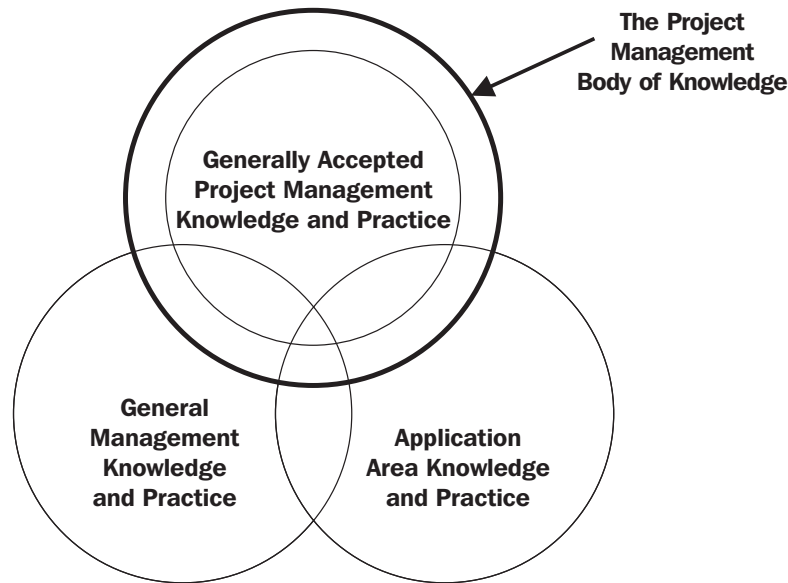 The Project
Management
Body of Knowledge
Generally Accepted
Project Management
Knowledge and Practice
General
Management
Knowledge
and Practice
Application
Area Knowledge
and Practice